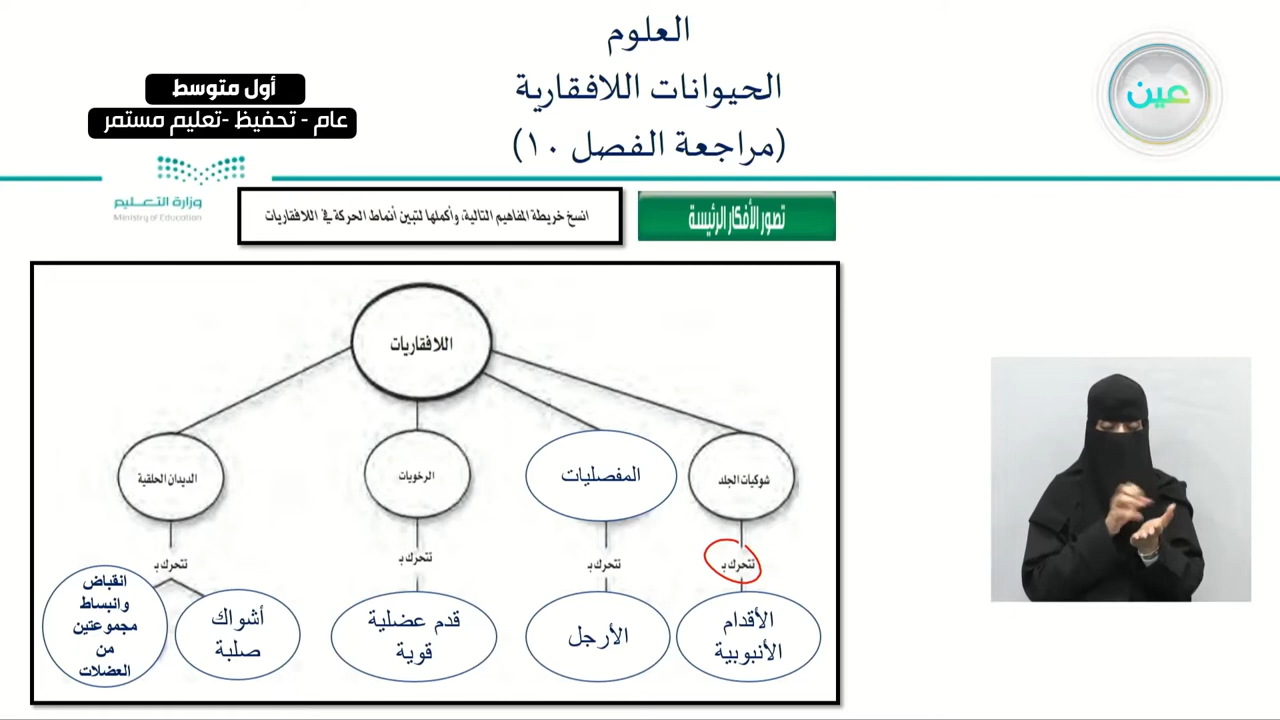 العلوم
الحيوانات اللافقارية
(مراجعة الفصل ١٠)
عين
أول متوسط
عام - تحفيظ -تعليم مستمر
وزارة التعـــليم
Ministry of Education
تصور الأفكار الرئيسة
انسخ خريطة المفاهيم التالية، وأكملها لتبين أنماط الحركة في اللافقاريات
اللافقاريات
شوكيات الجلد
المفصليات
الرخويات
الديدان الحلقية
تتحرك بـ
تتحرك بـ
تتحرك بـ
تتحرك بـ
الأقدام
الأنبوبية
الأرجل
قدم عضلية
قوية
أشواك
صلبة
انقباض
وانبساط
مجموعتين
من
العضلات